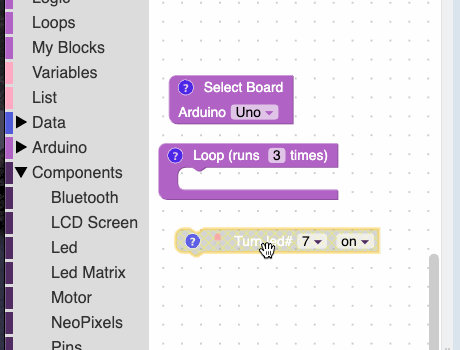 Logic
Loops
My Blocks
Variables
List
Data
Arduino
Components
Bluetooth
LCD Screen
Led
Led Matrix
Motor
NeoPixels
Pins
? Select Board
Arduino Uno
? Loop (runs 3 times)
? Turn led# 7 on